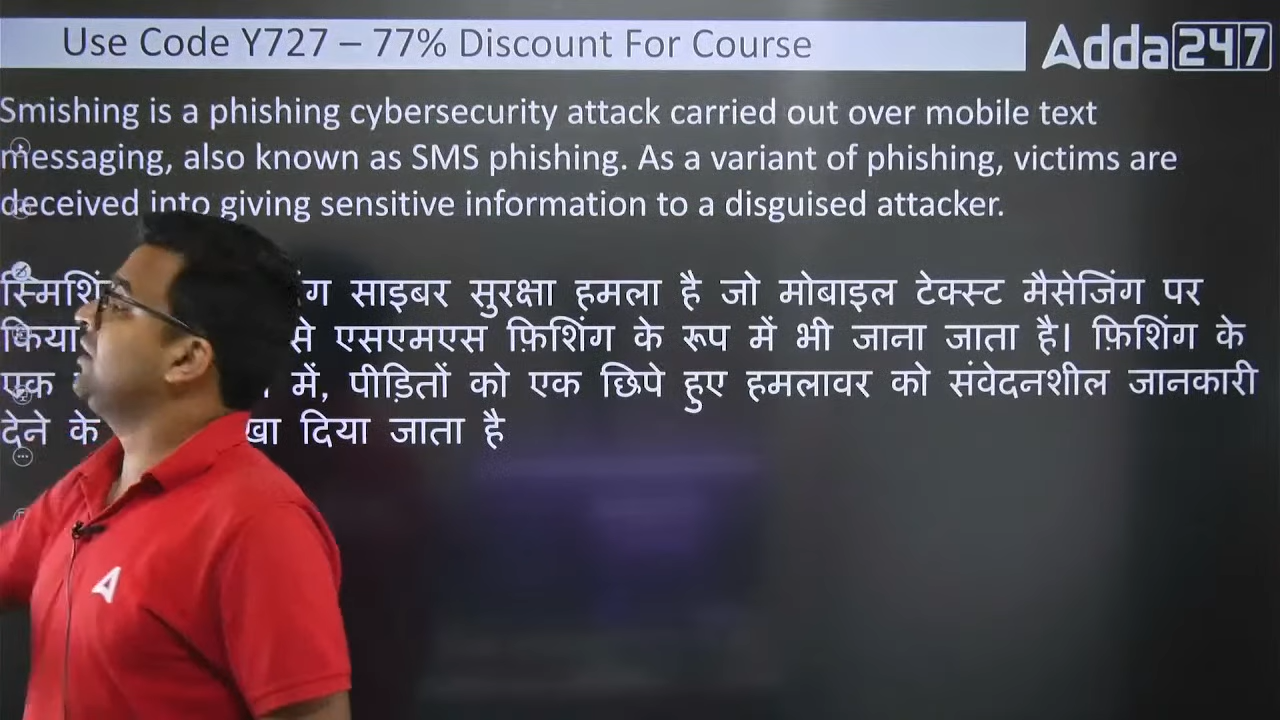 Use Code Y727 – 77% Discount For Course
Adda247
Smishing is a phishing cybersecurity attack carried out over mobile text
messaging, also known as SMS phishing. As a variant of phishing, victims are
deceived into giving sensitive information to a disguised attacker.
साइबर सुरक्षा हमला है जो मोबाइल टेक्स्ट मैसेजिंग पर
किया से एसएमएस फ़िशिंग के रूप में भी जाना जाता है। फ़िशिंग के
एक में, पीड़ितों को एक छिपे हुए हमलावर को संवेदनशील जानकारी
देने के दिया जाता है